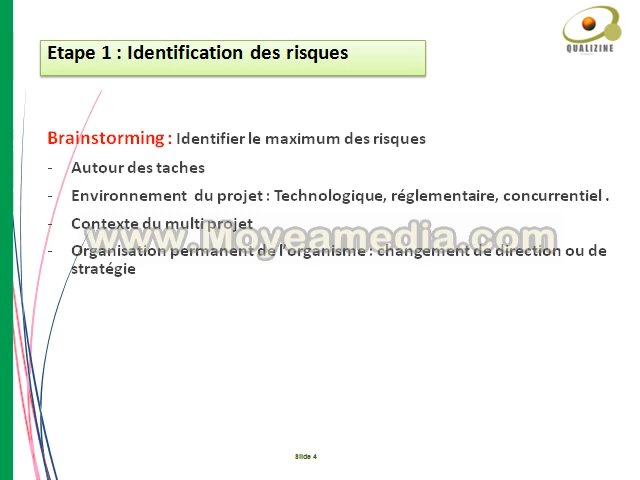 QUALIZINE
Etape 1 : Identification des risques
Brainstorming : Identifier le maximum des risques
- Autour des taches
- Environnement du projet : Technologique, réglementaire, concurrentiel .
- Contexte du multi projet
www.Moyeamedia.com
- Organisation permanent de l'organisme : changement de direction ou de
stratégie
Slide 4